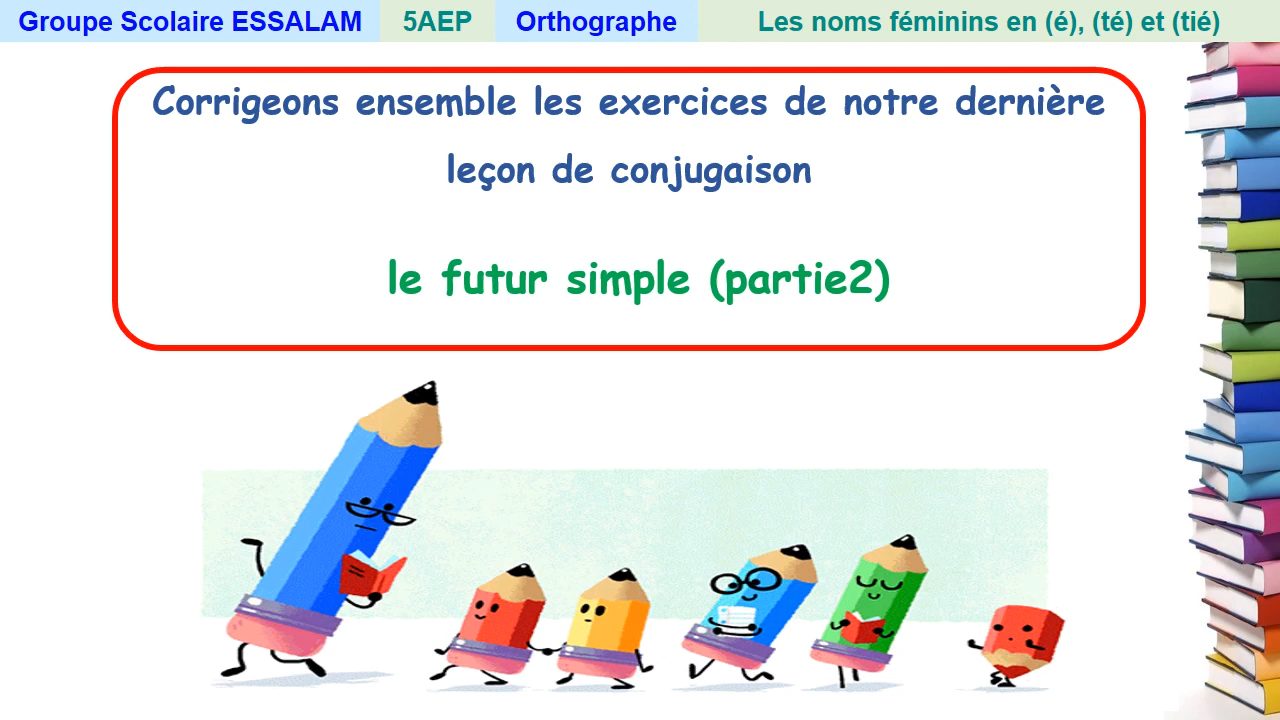 Groupe Scolaire ESSALAM 5AEP Orthographe Les noms féminins en (é), (té) et (tié)
Corrigeons ensemble les exercices de notre dernière
leçon de conjugaison
le futur simple (partie2)